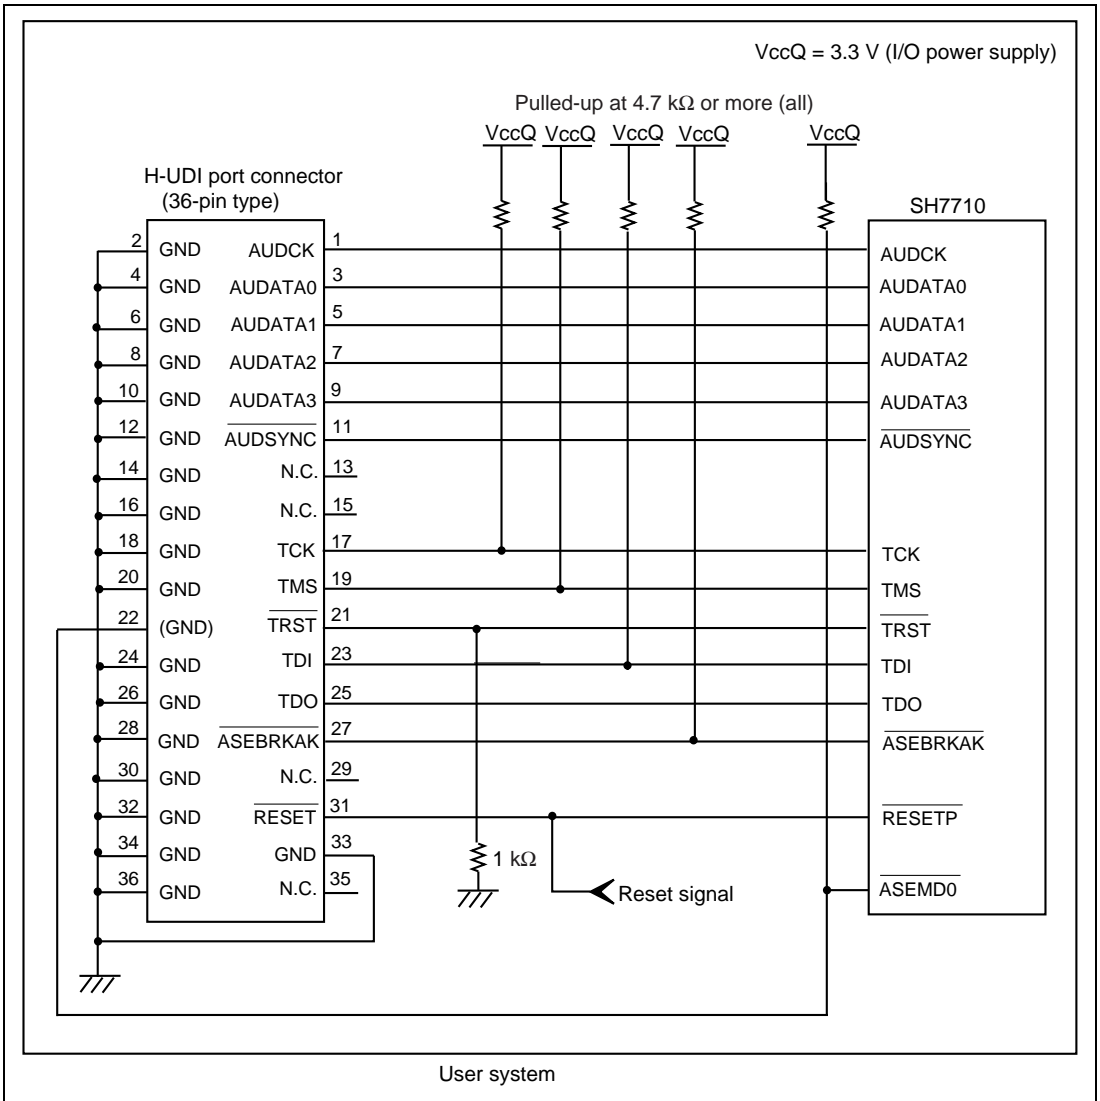 VccQ = 3.3 V (I/O power supply)
Pulled-up at 4.7 kΩ or more (all)
VccQ VccQ VccQ VccQ VccQ
H-UDI port connector
(36-pin type)
SH7710
2 GND AUDCK 1 AUDCK
4 GND AUDATA0 3 AUDATA0
6 GND AUDATA1 5 AUDATA1
8 GND AUDATA2 7 AUDATA2
10 GND AUDATA3 9 AUDATA3
12 GND AUDSYNC 11 AUDSYNC
14 GND N.C. 13
16 GND N.C. 15
18 GND TCK 17 TCK
20 GND TMS 19 TMS
22 (GND) TRST 21 TRST
24 GND TDI 23 TDI
26 GND TDO 25 TDO
28 GND ASEBRKAK 27 ASEBRKAK
30 GND N.C. 29
32 GND RESET 31 RESETP
34 GND GND 33 1 kΩ
36 GND N.C. 35 Reset signal ASEMD0
User system